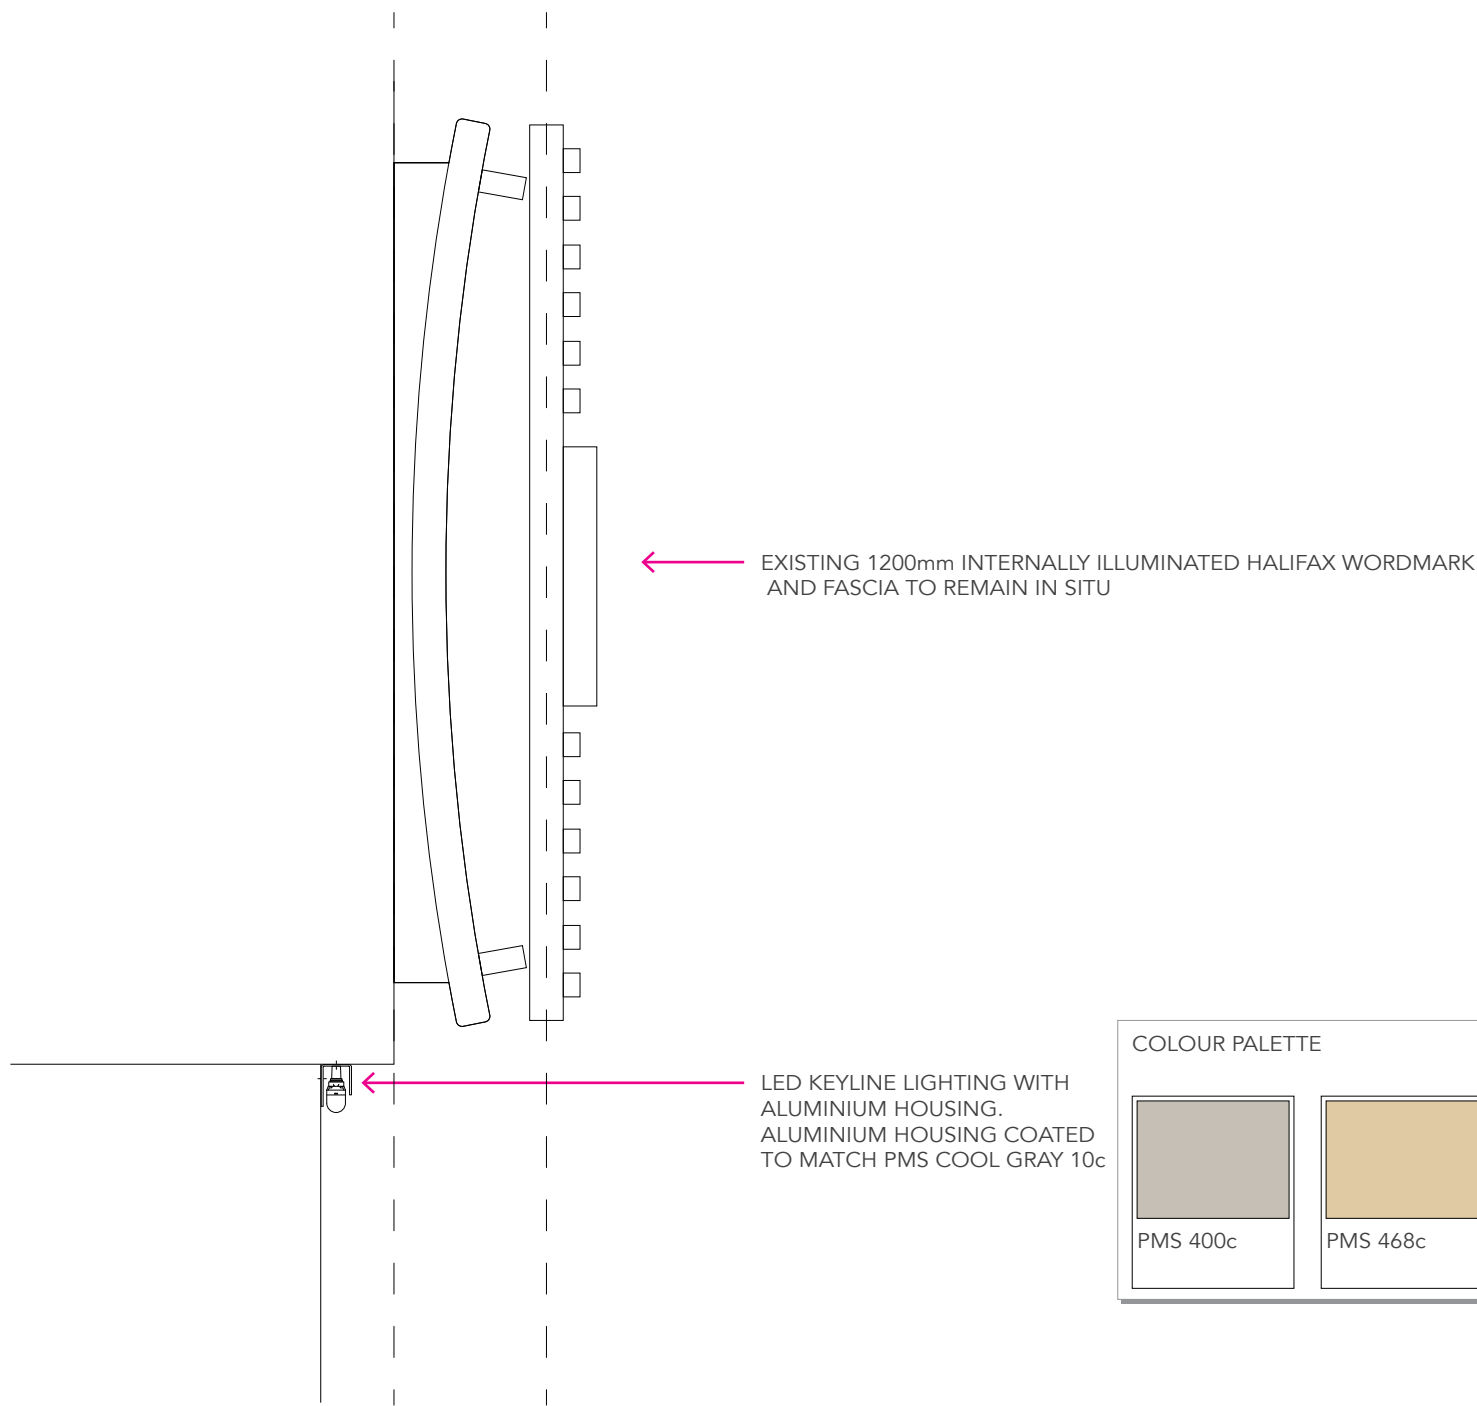 EXISTING 1200mm INTERNALLY ILLUMINATED HALIFAX WORDMARK
AND FASCIA TO REMAIN IN SITU
LED KEYLINE LIGHTING WITH
ALUMINIUM HOUSING.
ALUMINIUM HOUSING COATED
TO MATCH PMS COOL GRAY 10c
COLOUR PALETTE
PMS 400c
PMS 468c